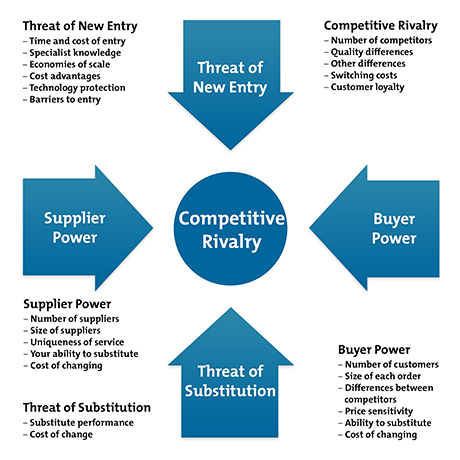 Threat of New Entry
– Time and cost of entry
– Specialist knowledge
– Economies of scale
– Cost advantages
– Technology protection
– Barriers to entry
Threat of
New Entry
Competitive Rivalry
– Number of competitors
– Quality differences
– Other differences
– Switching costs
– Customer loyalty
Supplier
Power
Competitive
Rivalry
Buyer
Power
Supplier Power
– Number of suppliers
– Size of suppliers
– Uniqueness of service
– Your ability to substitute
– Cost of changing
Threat of Substitution
– Substitute performance
– Cost of change
Threat of
Substitution
Buyer Power
– Number of customers
– Size of each order
– Differences between
competitors
– Price sensitivity
– Ability to substitute
– Cost of changing